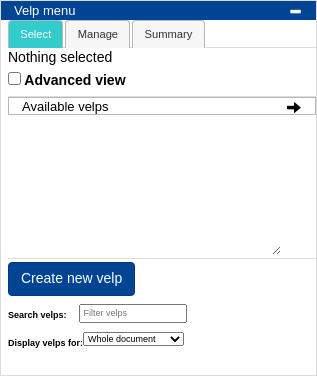 Velp menu
Select Manage Summary
Nothing selected
Advanced view
Available velps
Create new velp
Search velps: Filter velps
Display velps for: Whole document